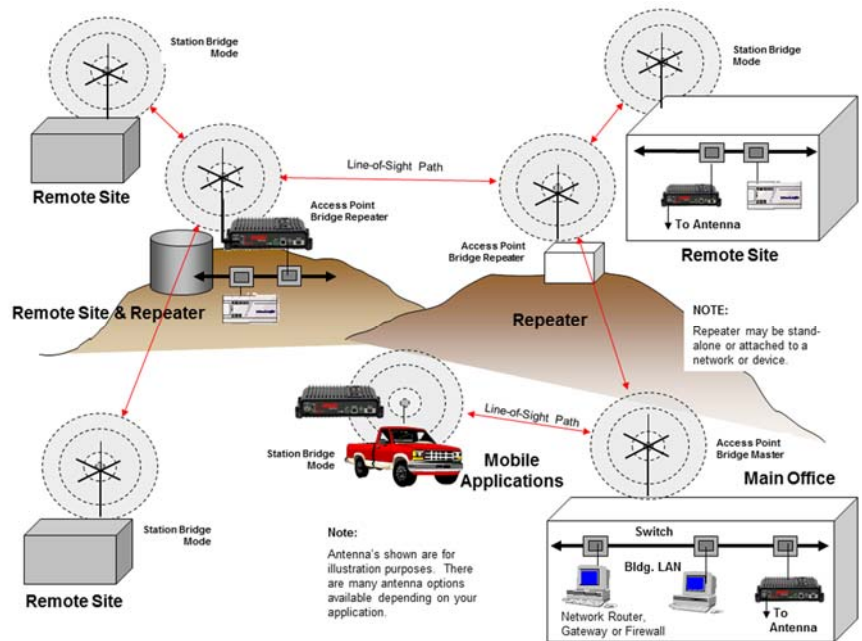 Station Bridge
Mode
Station Bridge
Mode
Remote Site
Line-of-Sight Path
Access Point
Bridge Repeater
Access Point
Bridge Repeater
To Antenna
Remote Site
Remote Site & Repeater
Repeater
NOTE:
Repeater may be stand-
alone or attached to a
network or device.
Line-of-Sight Path
Station Bridge
Mode
Mobile
Applications
Access Point
Bridge Master
Main Office
Station Bridge
Mode
Remote Site
Note:
Antenna's shown are for
illustration purposes. There
are many antenna options
available depending on your
application.
Switch
Bldg. LAN
Network Router,
Gateway or Firewall
To
Antenna